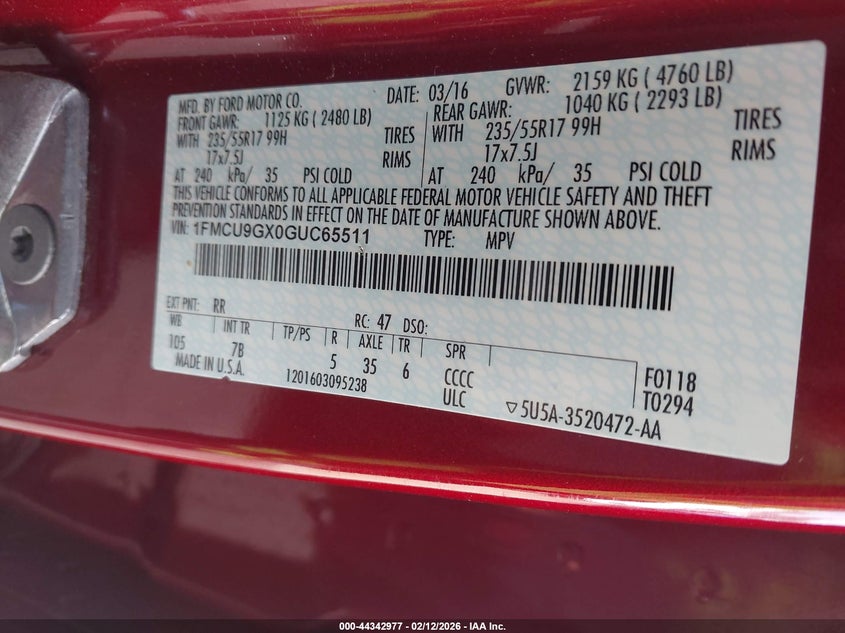 MFD. BY FORD MOTOR CO. DATE: 03/16 GVWR: 2159 KG ( 4760 LB)
FRONT GAWR: 1125 KG ( 2480 LB) REAR GAWR: 1040 KG ( 2293 LB)
WITH 235/55R17 99H TIRES WITH 235/55R17 99H TIRES
17x7.5J RIMS 17x7.5J RIMS
AT 240 kPa/ 35 PSI COLD AT 240 kPa/ 35 PSI COLD
THIS VEHICLE CONFORMS TO ALL APPLICABLE FEDERAL MOTOR VEHICLE SAFETY AND THEFT
PREVENTION STANDARDS IN EFFECT ON THE DATE OF MANUFACTURE SHOWN ABOVE.
VIN: 1FMCU9GX0GUC65511 TYPE: MPV
EXT PNT: RR RC: 47 DSO:
WB INT TR TP/PS R AXLE TR SPR
105 7B 5 35 6 CCCC F0118
MADE IN U.S.A. 1201603095238 ULC ▽5U5A-3520472-AA T0294
000-44342977 - 02/12/2026 - IAA Inc.